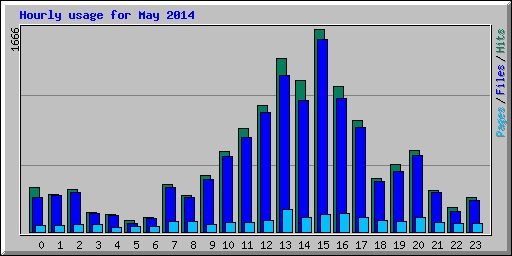 Hourly usage for May 2014
1666
Pages / Files / Hits
0 1 2 3 4 5 6 7 8 9 10 11 12 13 14 15 16 17 18 19 20 21 22 23